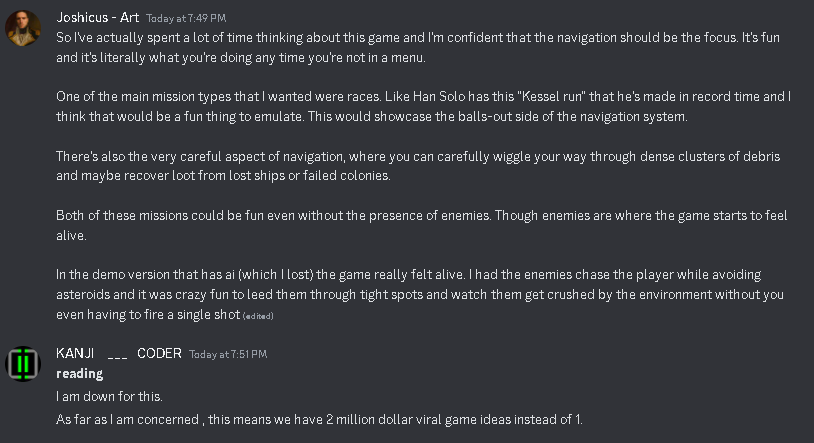 Joshicus - Art Today at 7:49 PM
So I've actually spent a lot of time thinking about this game and I'm confident that the navigation should be the focus. It's fun
and it's literally what you're doing any time you're not in a menu.
One of the main mission types that I wanted were races. Like Han Solo has this "Kessel run" that he's made in record time and I
think that would be a fun thing to emulate. This would showcase the balls-out side of the navigation system.
There's also the very careful aspect of navigation, where you can carefully wiggle your way through dense clusters of debris
and maybe recover loot from lost ships or failed colonies.
Both of these missions could be fun even without the presence of enemies. Though enemies are where the game starts to feel
alive.
In the demo version that has ai (which I lost) the game really felt alive. I had the enemies chase the player while avoiding
asteroids and it was crazy fun to leed them through tight spots and watch them get crushed by the environment without you
even having to fire a single shot (edited)
KANJI ___ CODER Today at 7:51 PM
reading
I am down for this.
As far as I am concerned , this means we have 2 million dollar viral game ideas instead of 1.